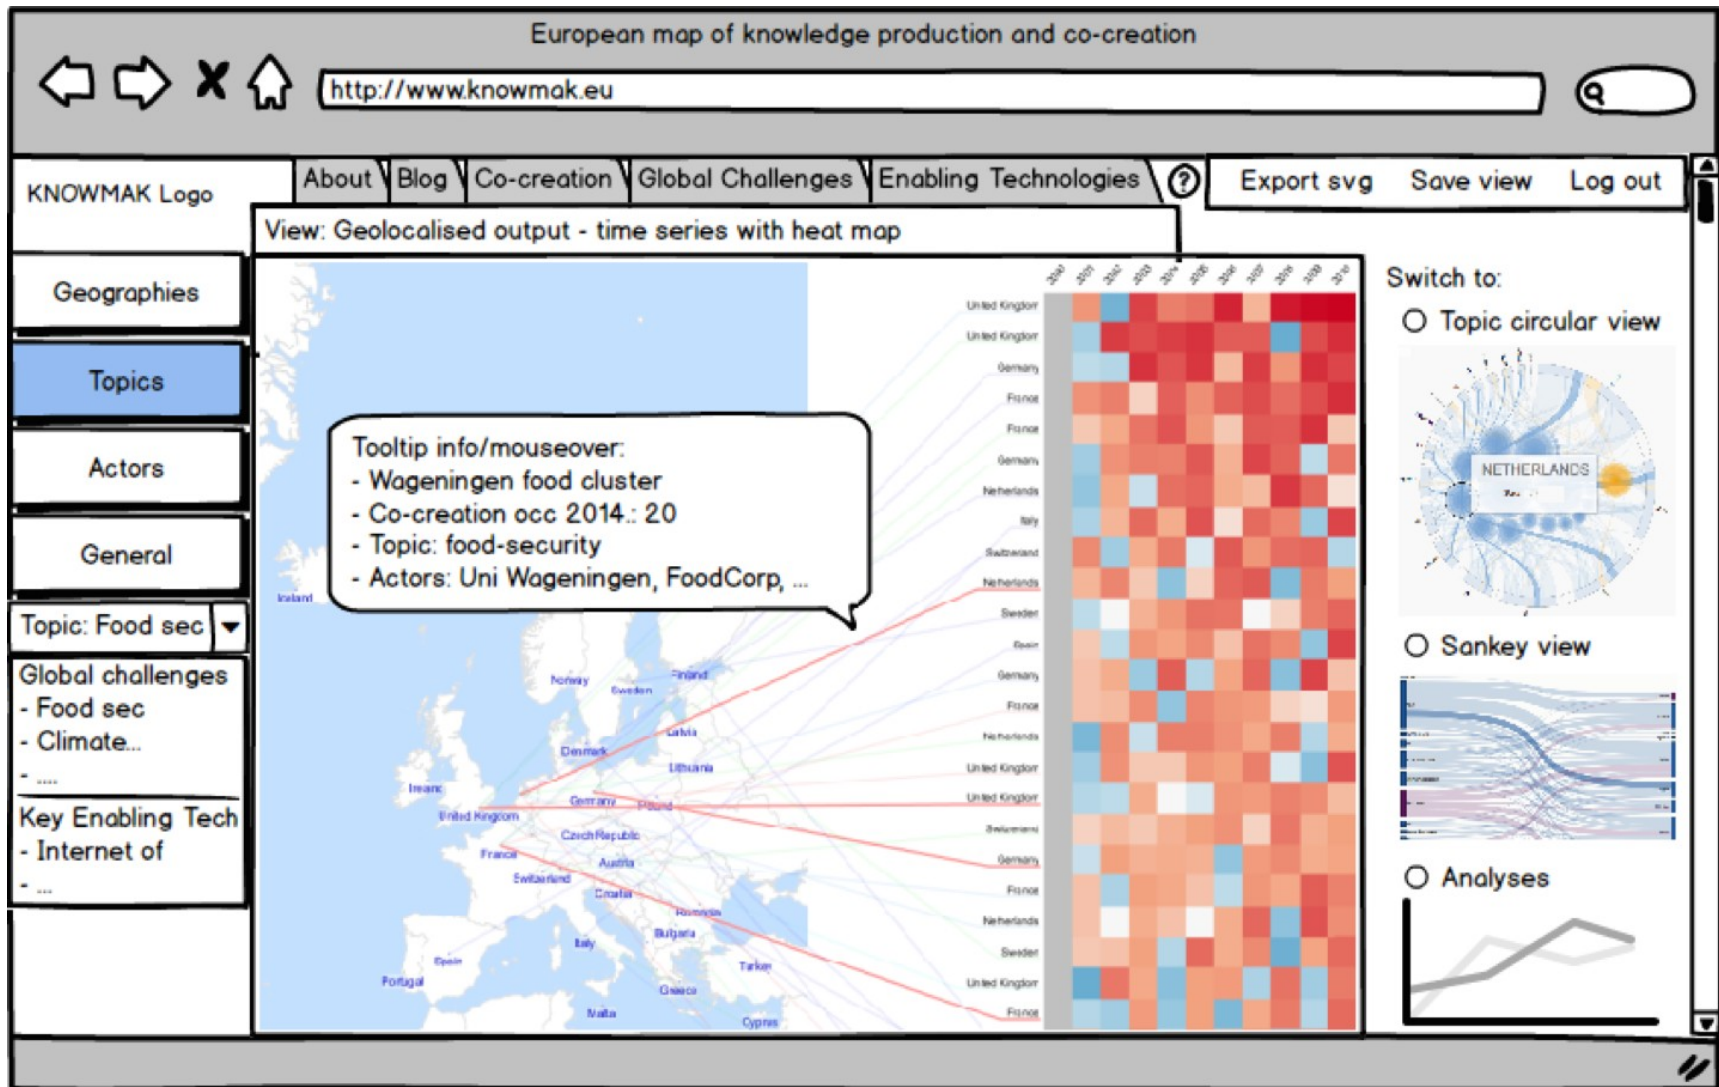 European map of knowledge production and co-creation
http://www.knowmak.eu
KNOWMAK Logo
About
Blog
Co-creation
Global Challenges
Enabling Technologies
?
Export svg
Save view
Log out
View: Geolocalised output - time series with heat map
Geographies
Topics
Actors
General
Topic: Food sec
Global challenges
- Food sec
- Climate...
- ....
Key Enabling Tech
- Internet of
- ...
Tooltip info/mouseover:
- Wageningen food cluster
- Co-creation occ 2014.: 20
- Topic: food-security
- Actors: Uni Wageningen, FoodCorp, ...
Iceland
Norway
Sweden
Finland
Denmark
Latvia
Lithuania
Ireland
United Kingdom
Germany
Poland
Czech Republic
France
Austria
Switzerland
Croatia
Romania
Bulgaria
Italy
Spain
Portugal
Turkey
Greece
Malta
Cyprus
United Kingdom
United Kingdom
Germany
France
France
Germany
Netherlands
Italy
Switzerland
Netherlands
Sweden
Spain
Germany
France
Netherlands
United Kingdom
United Kingdom
Switzerland
Germany
France
Netherlands
Sweden
United Kingdom
France
Switch to:
Topic circular view
NETHERLANDS
Sankey view
Analyses